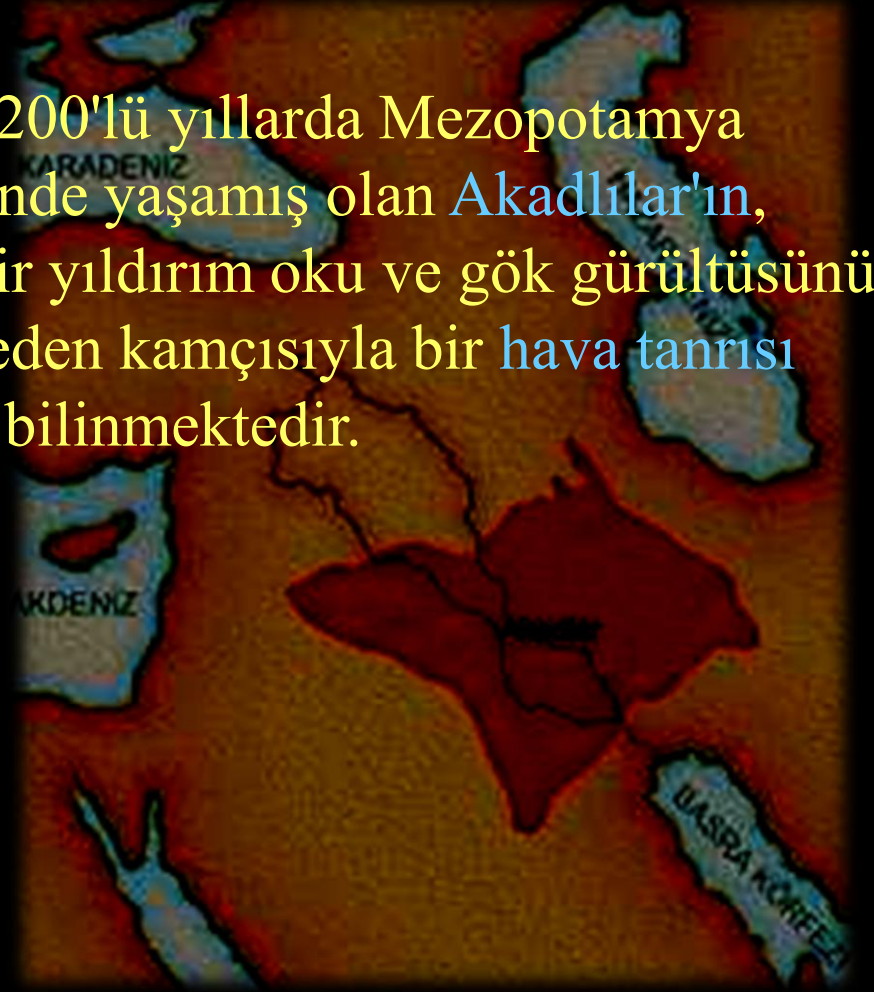 200'lü yıllarda Mezopotamya
KARADENİZ
nde yaşamış olan Akadlılar'ın,
ir yıldırım oku ve gök gürültüsünü
eden kamçısıyla bir hava tanrısı
bilinmektedir.
AKDENİZ
BASRA KÖRFEZİ